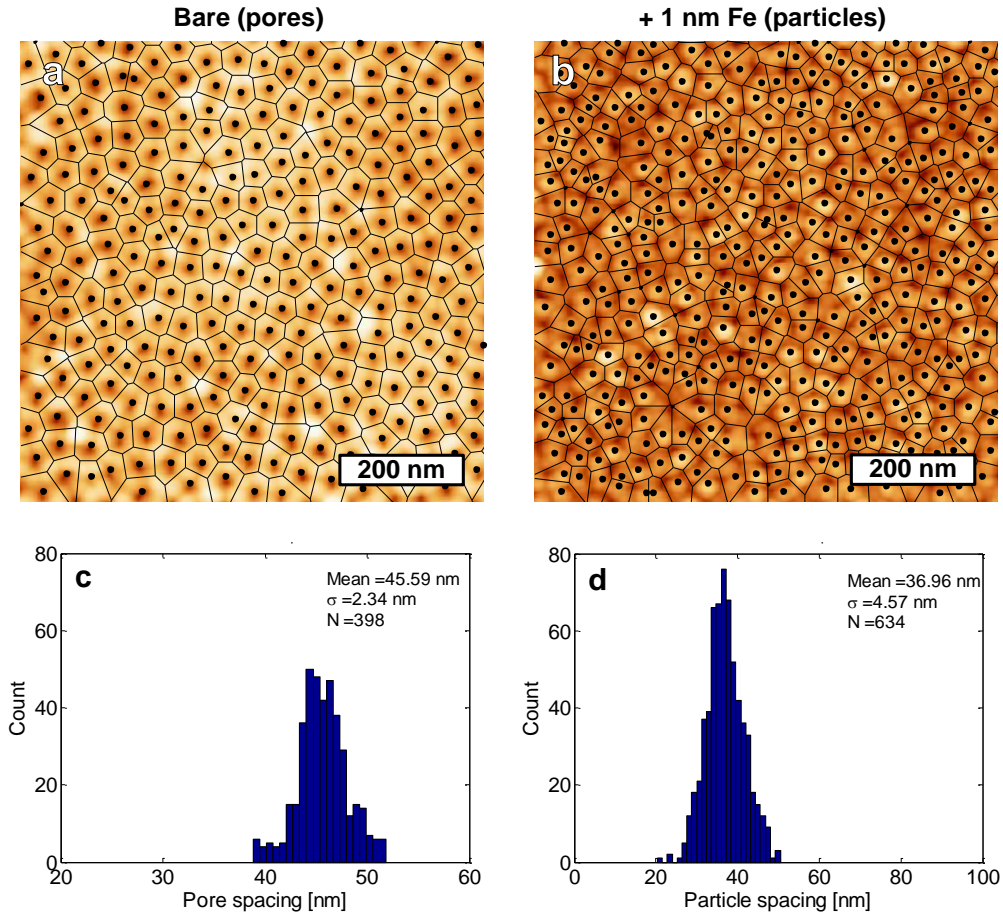 Bare (pores)
+ 1 nm Fe (particles)
a
200 nm
b
200 nm
c
Mean =45.59 nm
σ =2.34 nm
N =398
80
60
40
20
0
Count
20
30
40
50
60
Pore spacing [nm]
d
Mean =36.96 nm
σ =4.57 nm
N =634
80
60
40
20
0
Count
0
20
40
60
80
100
Particle spacing [nm]